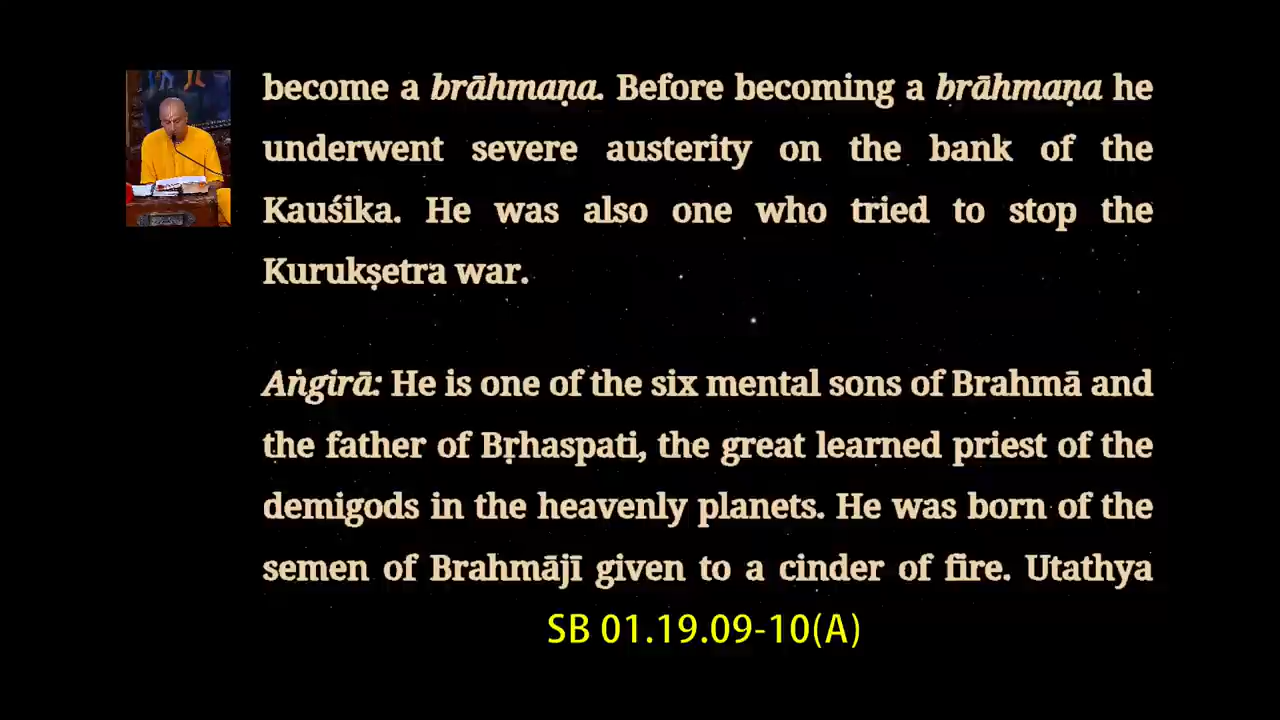 become a brāhmaṇa. Before becoming a brāhmaṇa he
underwent severe austerity on the bank of the
Kauśika. He was also one who tried to stop the
Kurukṣetra war.
Aṅgirā: He is one of the six mental sons of Brahmā and
the father of Bṛhaspati, the great learned priest of the
demigods in the heavenly planets. He was born of the
semen of Brahmājī given to a cinder of fire. Utathya
SB 01.19.09-10(A)